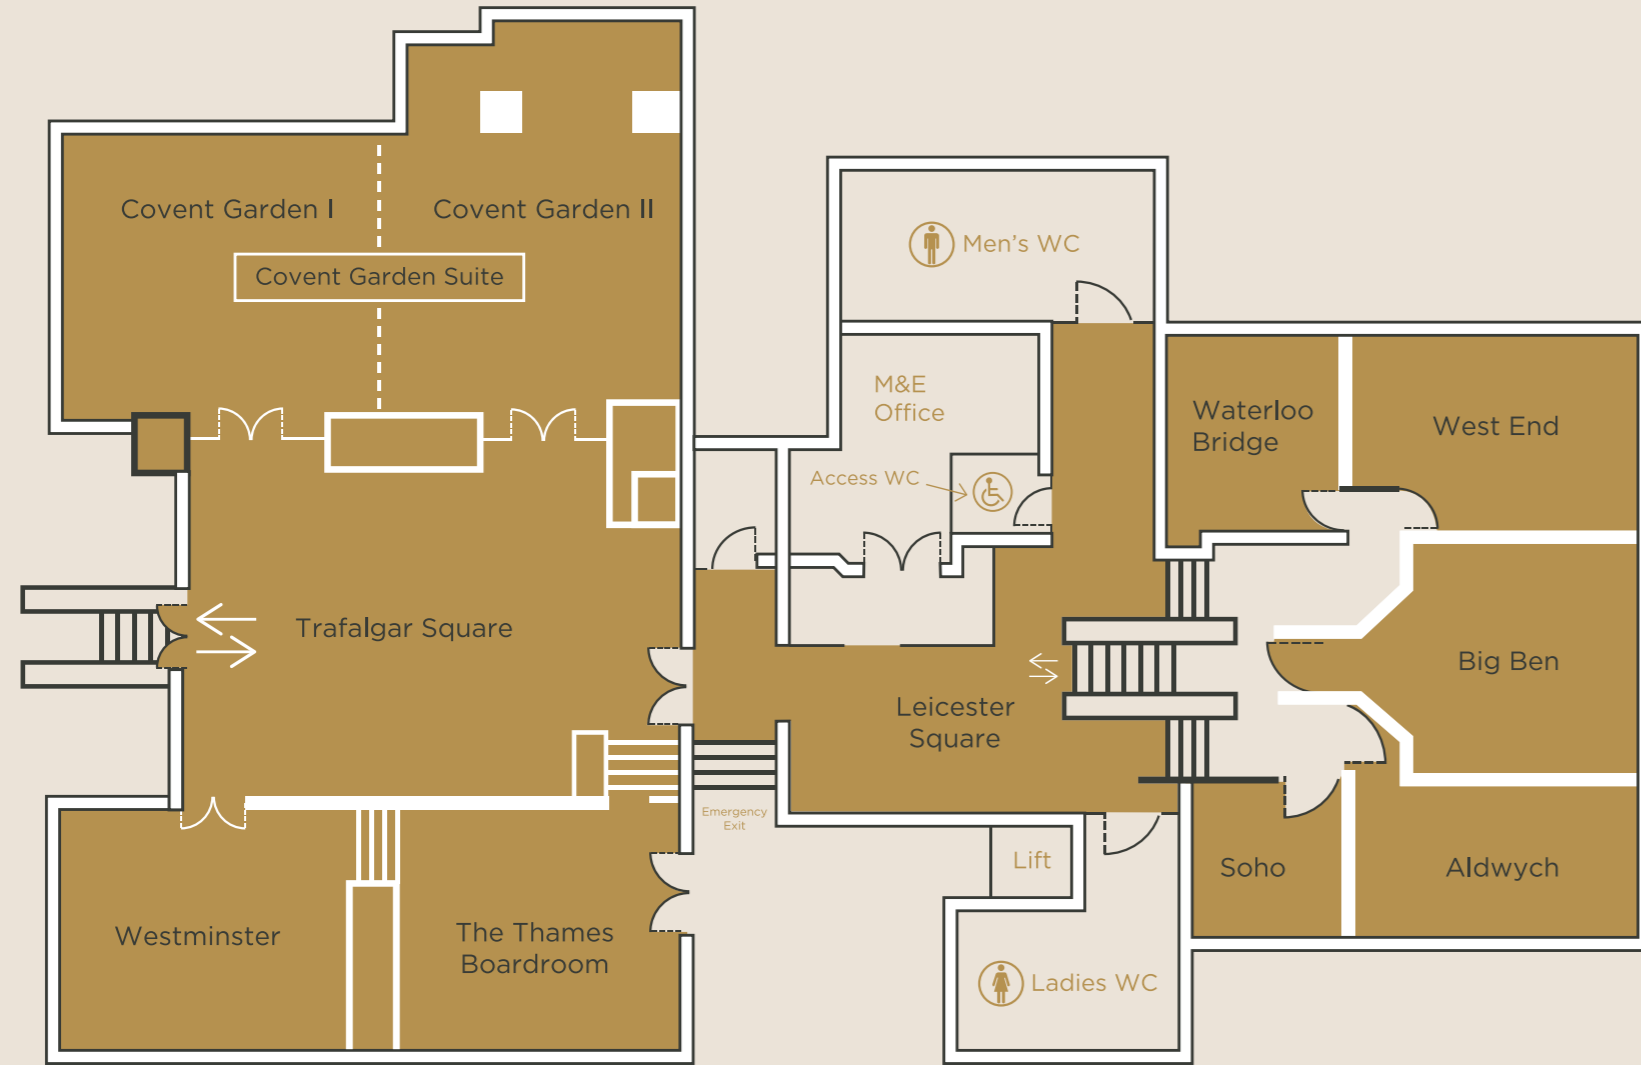 Covent Garden I
Covent Garden II
Covent Garden Suite
Men's WC
M&E
Office
Access WC
Waterloo
Bridge
West End
Trafalgar Square
Leicester
Square
Big Ben
Emergency
Exit
Lift
Soho
Aldwych
Westminster
The Thames
Boardroom
Ladies WC